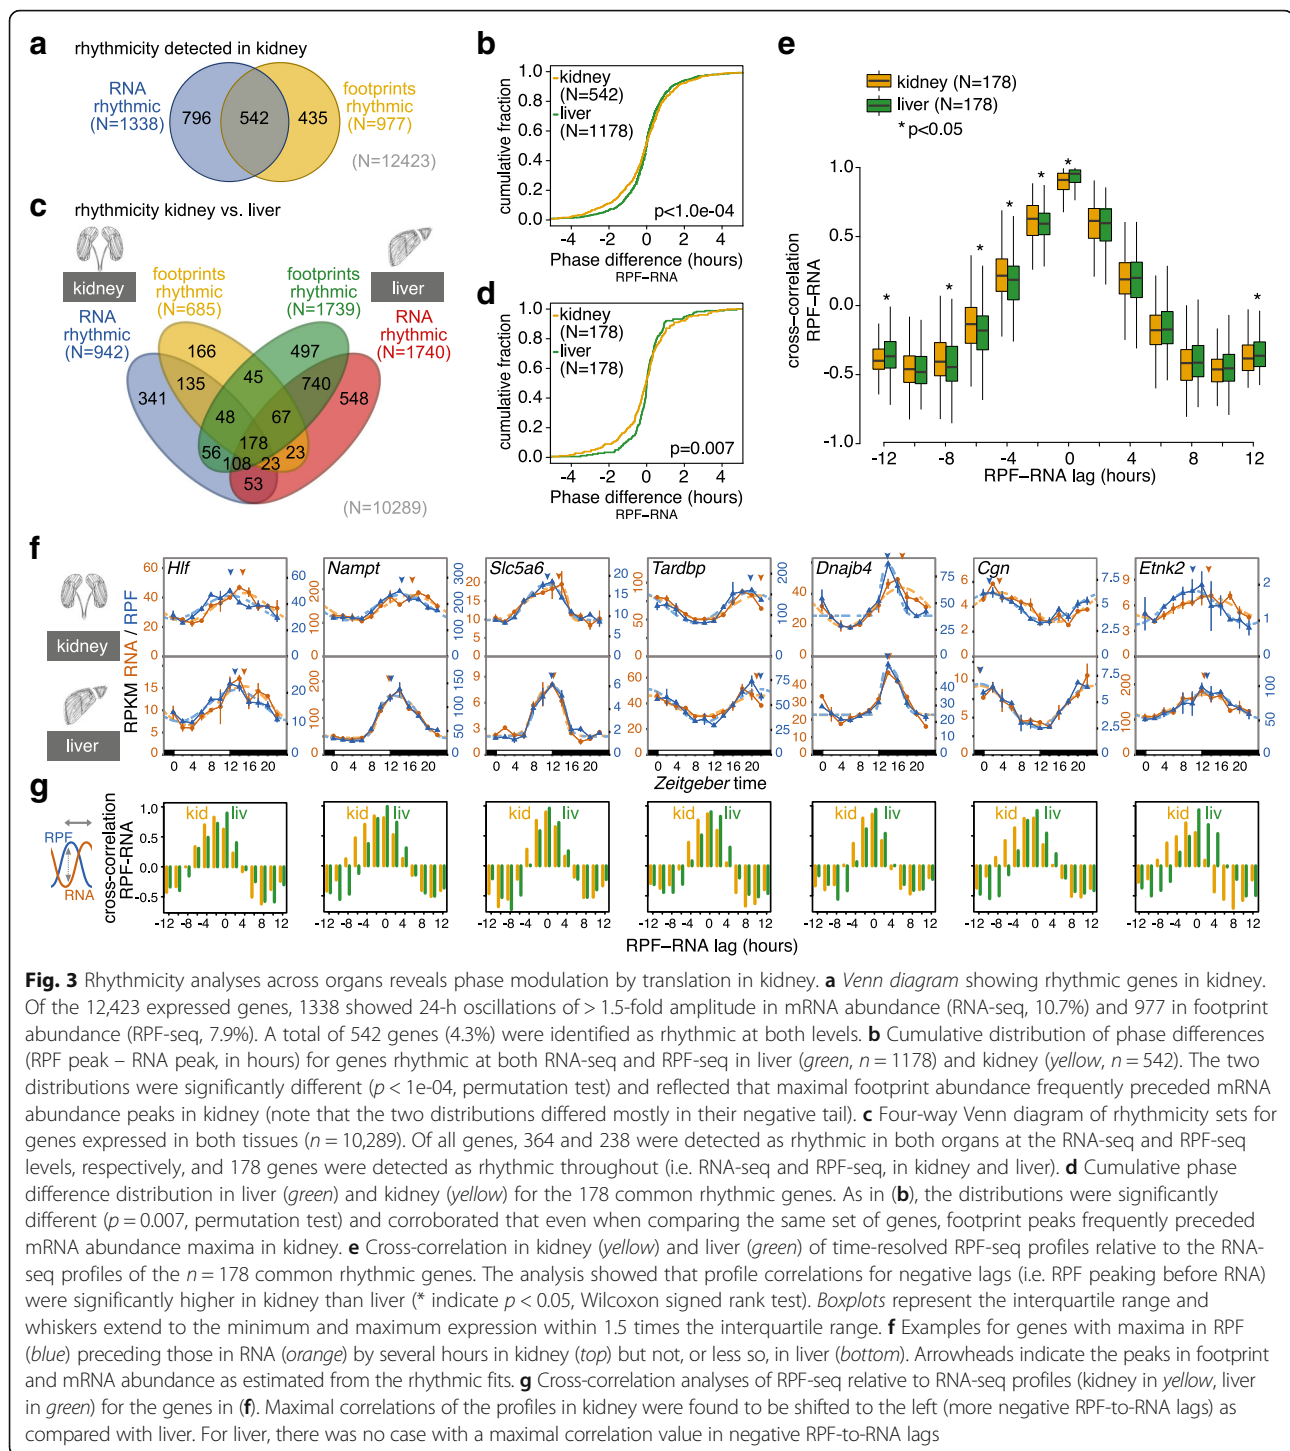 a rhythmicity detected in kidney
RNA
rhythmic
(N=1338)
footprints
rhythmic
(N=977)
796 542 435
(N=12423)
b
cumulative fraction
1.0
0.8
0.6
0.4
0.2
0.0
kidney
(N=542)
liver
(N=1178)
p<1.0e-04
-4 -2 0 2 4
Phase difference (hours)
RPF–RNA
c rhythmicity kidney vs. liver
kidney
liver
footprints
rhythmic
(N=685)
footprints
rhythmic
(N=1739)
RNA
rhythmic
(N=942)
RNA
rhythmic
(N=1740)
166 497
135 45 740
341 548
48 67
178
56 108 23 23
53
(N=10289)
d
cumulative fraction
1.0
0.8
0.6
0.4
0.2
0.0
kidney
(N=178)
liver
(N=178)
p=0.007
-4 -2 0 2 4
Phase difference (hours)
RPF–RNA
e
kidney (N=178)
liver (N=178)
* p<0.05
cross−correlation
RPF−RNA
1.0
0.5
0.0
-0.5
-1.0
* * * * * * *
-12 -8 -4 0 4 8 12
RPF−RNA lag (hours)
f
kidney
liver
RPKM RNA / RPF
Hlf Nampt Slc5a6 Tardbp Dnajb4 Cgn Etnk2
0 4 8 12 16 20
Zeitgeber time
g
RPF
RNA
cross−correlation
RPF−RNA
1.0
0.5
0.0
-0.5
kid liv
kid liv
kid liv
kid liv
kid liv
kid liv
kid liv
-12 -8 -4 0 4 8 12
RPF−RNA lag (hours)
Fig. 3 Rhythmicity analyses across organs reveals phase modulation by translation in kidney. a Venn diagram showing rhythmic genes in kidney.
Of the 12,423 expressed genes, 1338 showed 24-h oscillations of > 1.5-fold amplitude in mRNA abundance (RNA-seq, 10.7%) and 977 in footprint
abundance (RPF-seq, 7.9%). A total of 542 genes (4.3%) were identified as rhythmic at both levels. b Cumulative distribution of phase differences
(RPF peak – RNA peak, in hours) for genes rhythmic at both RNA-seq and RPF-seq in liver (green, n = 1178) and kidney (yellow, n = 542). The two
distributions were significantly different (p < 1e-04, permutation test) and reflected that maximal footprint abundance frequently preceded mRNA
abundance peaks in kidney (note that the two distributions differed mostly in their negative tail). c Four-way Venn diagram of rhythmicity sets for
genes expressed in both tissues (n = 10,289). Of all genes, 364 and 238 were detected as rhythmic in both organs at the RNA-seq and RPF-seq
levels, respectively, and 178 genes were detected as rhythmic throughout (i.e. RNA-seq and RPF-seq, in kidney and liver). d Cumulative phase
difference distribution in liver (green) and kidney (yellow) for the 178 common rhythmic genes. As in (b), the distributions were significantly
different (p = 0.007, permutation test) and corroborated that even when comparing the same set of genes, footprint peaks frequently preceded
mRNA abundance maxima in kidney. e Cross-correlation in kidney (yellow) and liver (green) of time-resolved RPF-seq profiles relative to the RNA-
seq profiles of the n = 178 common rhythmic genes. The analysis showed that profile correlations for negative lags (i.e. RPF peaking before RNA)
were significantly higher in kidney than liver (* indicate p < 0.05, Wilcoxon signed rank test). Boxplots represent the interquartile range and
whiskers extend to the minimum and maximum expression within 1.5 times the interquartile range. f Examples for genes with maxima in RPF
(blue) preceding those in RNA (orange) by several hours in kidney (top) but not, or less so, in liver (bottom). Arrowheads indicate the peaks in footprint
and mRNA abundance as estimated from the rhythmic fits. g Cross-correlation analyses of RPF-seq relative to RNA-seq profiles (kidney in yellow, liver
in green) for the genes in (f). Maximal correlations of the profiles in kidney were found to be shifted to the left (more negative RPF-to-RNA lags) as
compared with liver. For liver, there was no case with a maximal correlation value in negative RPF-to-RNA lags